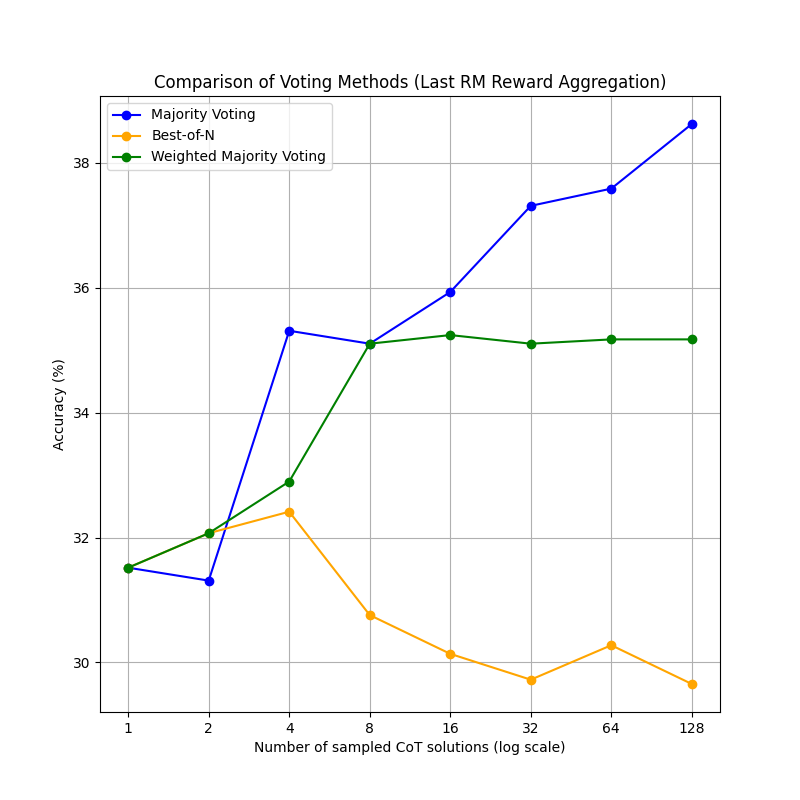 Comparison of Voting Methods (Last RM Reward Aggregation)
Majority Voting
Best-of-N
Weighted Majority Voting
38
36
34
32
30
Accuracy (%)
1 2 4 8 16 32 64 128
Number of sampled CoT solutions (log scale)